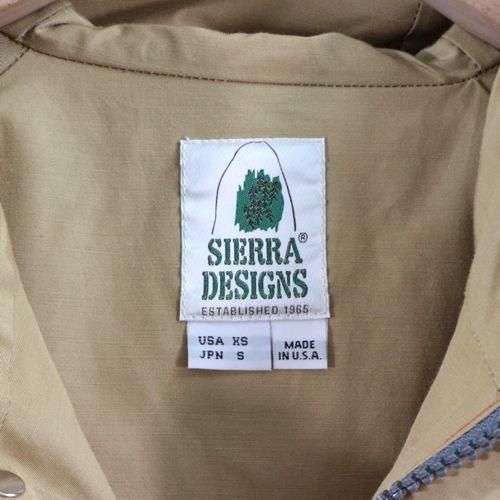 SIERRA®
DESIGNS
ESTABLISHED 1965
USA XS
JPN S
MADE
IN U.S.A.